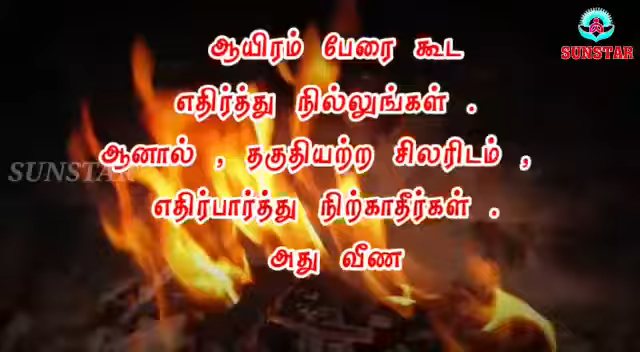 ஆயிரம் பேரை கூட
SUNSTAR
எதிர்த்து நில்லுங்கள் .
ஆனால் , தகுதியற்ற சிலரிடம் ,
SUNSTAR
எதிர்பார்த்து நிற்காதீர்கள் .
அது வீண